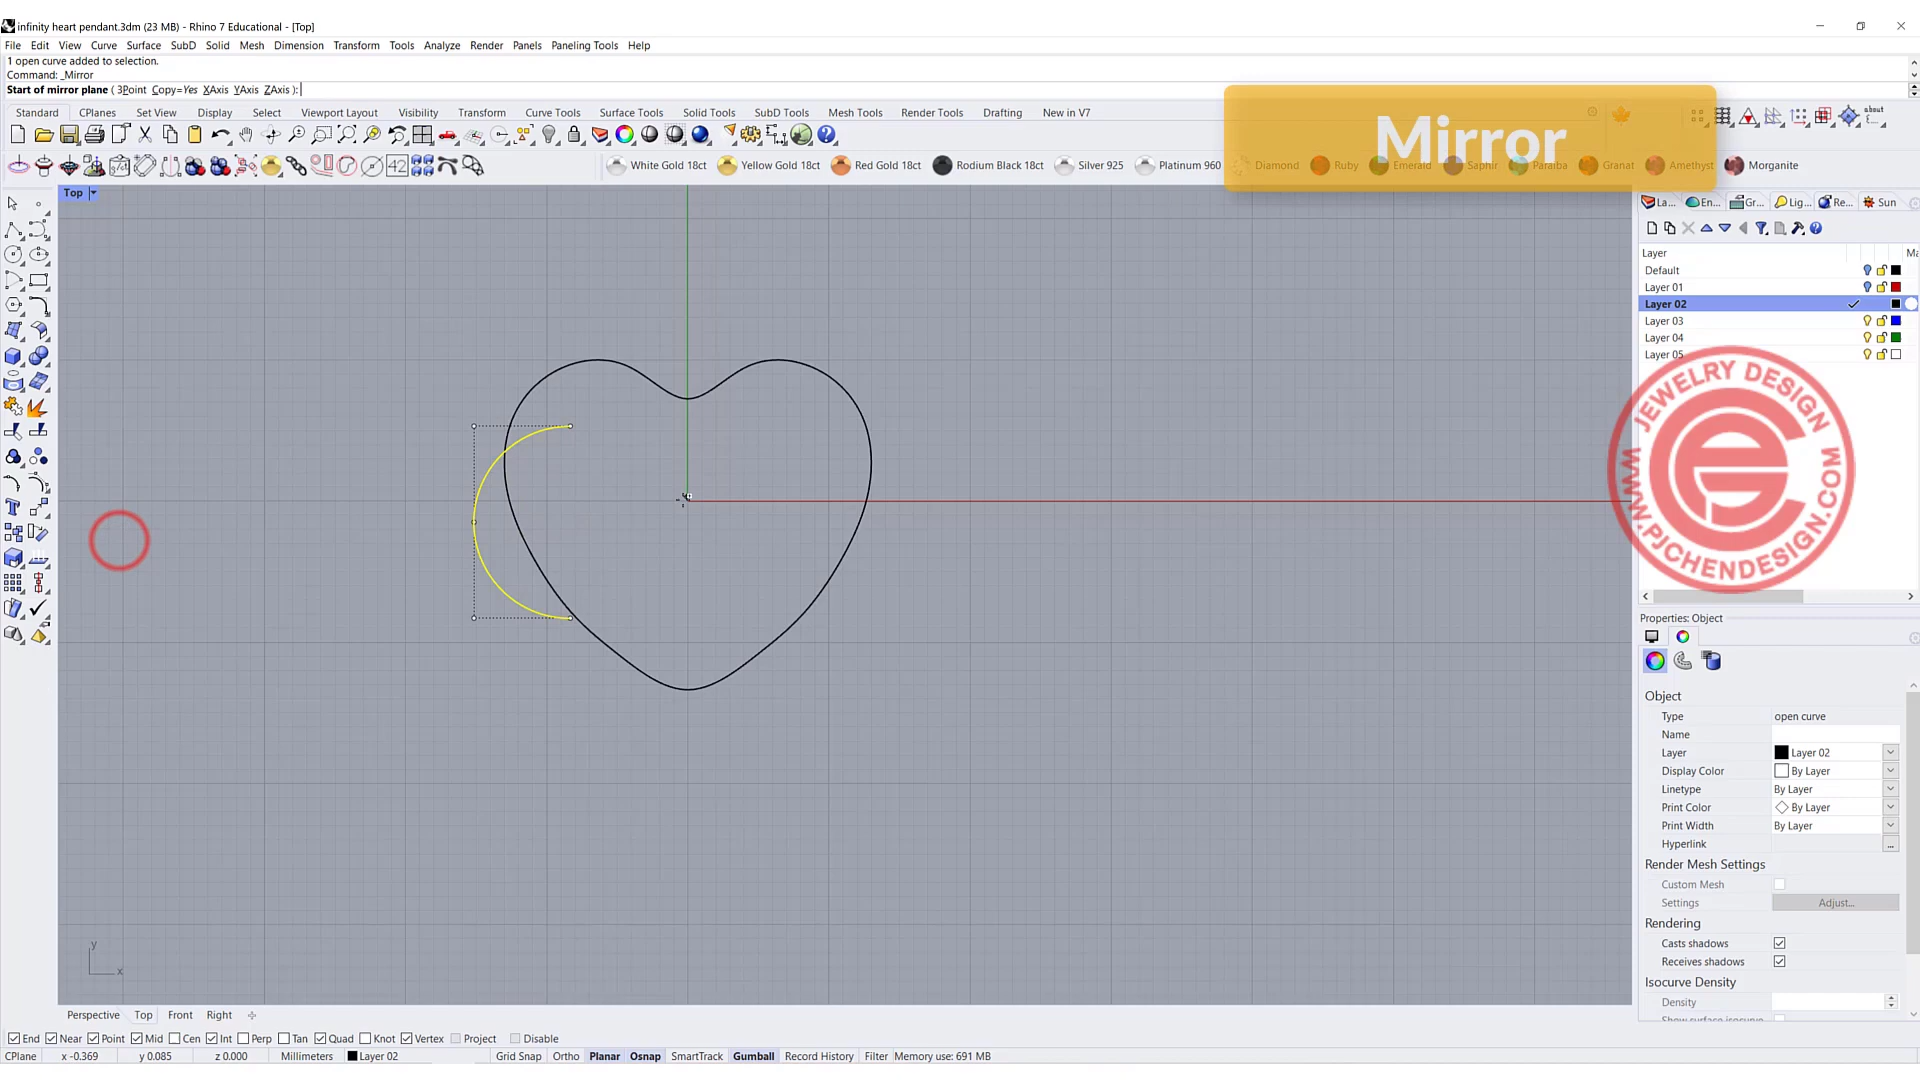 infinity heart pendant.3dm (23 MB) - Rhino 7 Educational - [Top]
File Edit View Curve Surface SubD Solid Mesh Dimension Transform Tools Analyze Render Panels Paneling Tools Help
1 open curve added to selection.
Command: _Mirror
Start of mirror plane ( 3Point Copy=Yes XAxis YAxis ZAxis ):
Standard CPlanes Set View Display Select Viewport Layout Visibility Transform Curve Tools Surface Tools Solid Tools SubD Tools Mesh Tools Render Tools Drafting New in V7
about
Mirror
42
White Gold 18ct Yellow Gold 18ct Red Gold 18ct Rodium Black 18ct Silver 925 Platinum 960 Diamond Ruby Emerald Saphir Paraiba Granat Amethyst Morganite
Top
La... En... Gr... Lig... Re... Sun
Layer Ma
Default
Layer 01
Layer 02
Layer 03
Layer 04
Layer 05
JEWELRY DESIGN
WWW.PJCHENDESIGN.COM
Properties: Object
Object
Type open curve
Name
Layer Layer 02
Display Color By Layer
Linetype By Layer
Print Color By Layer
Print Width By Layer
Hyperlink ...
Render Mesh Settings
Custom Mesh
Settings Adjust...
Rendering
Casts shadows
Receives shadows
Isocurve Density
Density
y
x
Perspective Top Front Right
End Near Point Mid Cen Int Perp Tan Quad Knot Vertex Project Disable
CPlane x -0.369 y 0.085 z 0.000 Millimeters Layer 02 Grid Snap Ortho Planar Osnap SmartTrack Gumball Record History Filter Memory use: 691 MB